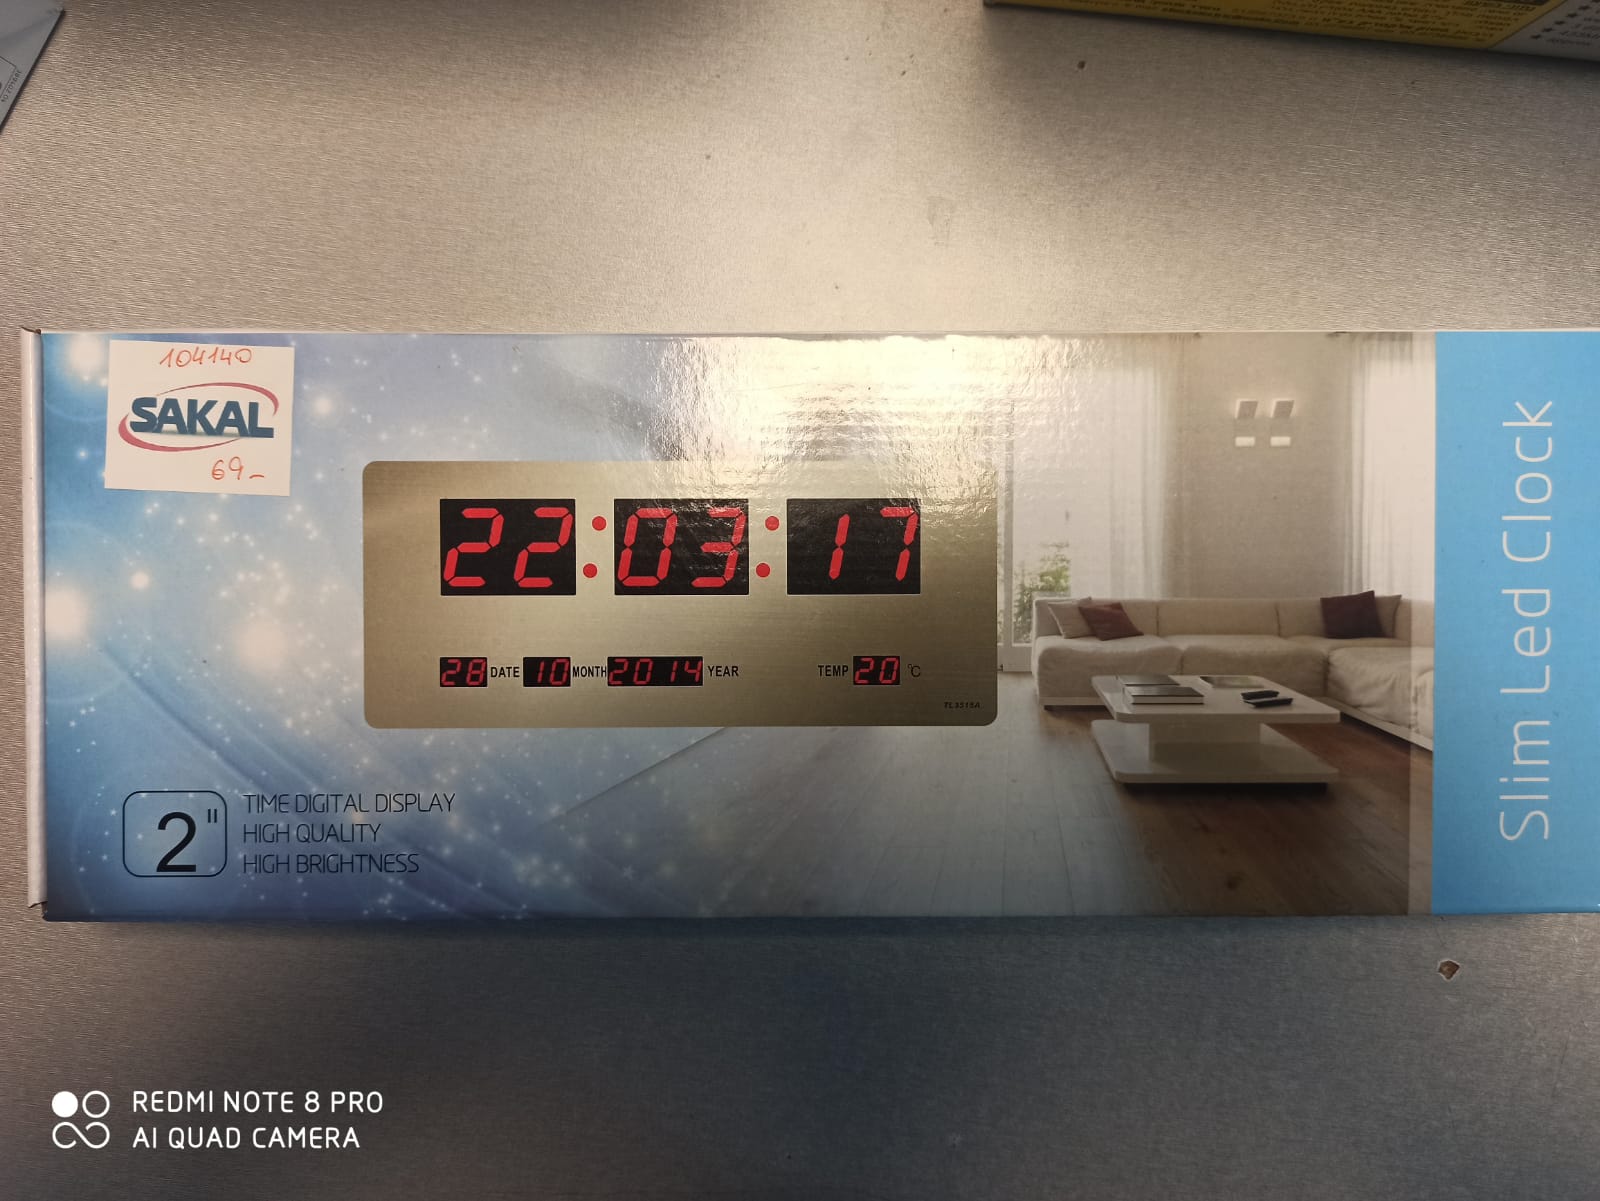 104140
SAKAL
69-
22:03:17
28 DATE 10 MONTH 2014 YEAR TEMP 20 °C
TL3515A
2" TIME DIGITAL DISPLAY
HIGH QUALITY
HIGH BRIGHTNESS
Slim Led Clock
REDMI NOTE 8 PRO
AI QUAD CAMERA